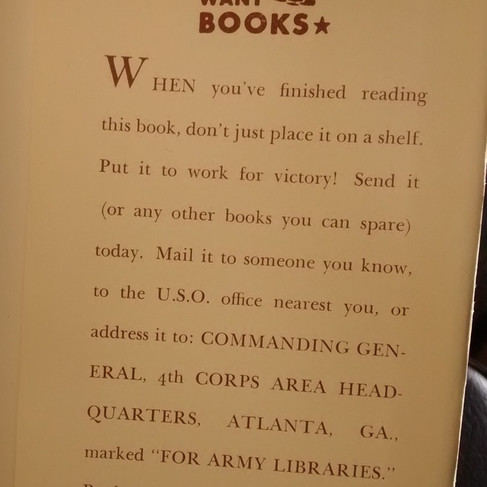 WANT
BOOKS★
WHEN you've finished reading
this book, don't just place it on a shelf.
Put it to work for victory! Send it
(or any other books you can spare)
today. Mail it to someone you know,
to the U.S.O. office nearest you, or
address it to: COMMANDING GEN-
ERAL, 4th CORPS AREA HEAD-
QUARTERS, ATLANTA, GA.,
marked "FOR ARMY LIBRARIES."